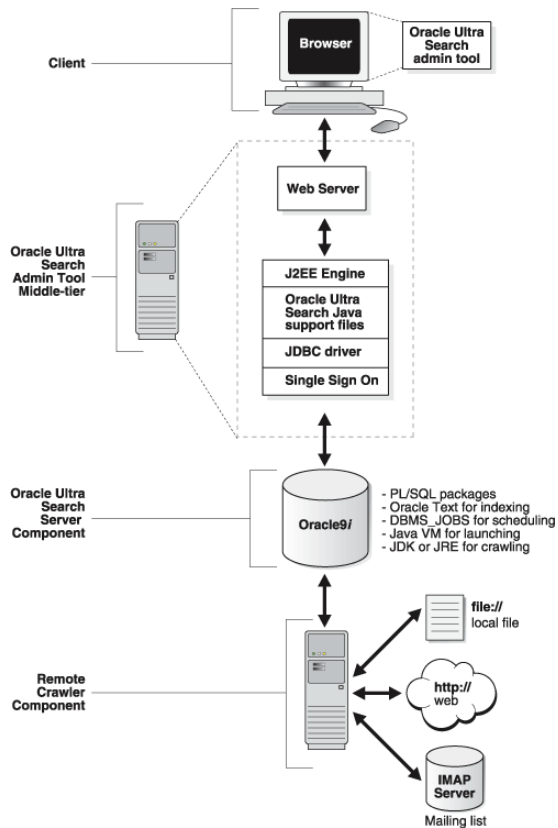 Browser
Oracle Ultra
Search
admin tool
Client
Web Server
Oracle Ultra
Search
Admin Tool
Middle-tier
J2EE Engine
Oracle Ultra
Search Java
support files
JDBC driver
Single Sign On
Oracle Ultra
Search
Server
Component
Oracle9i
- PL/SQL packages
- Oracle Text for indexing
- DBMS_JOBS for scheduling
- Java VM for launching
- JDK or JRE for crawling
Remote
Crawler
Component
file://
local file
http://
web
IMAP
Server
Mailing list